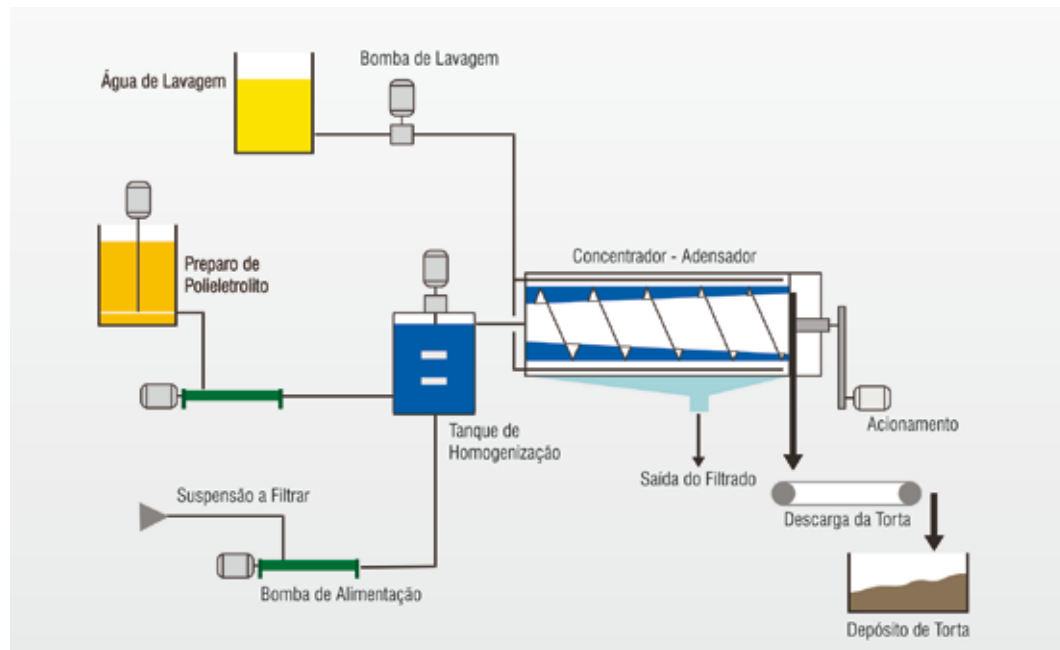 Bomba de Lavagem
Água de Lavagem
Preparo de
Polieletrolito
Concentrador - Adensador
Tanque de
Homogenização
Acionamento
Saída do Filtrado
Suspensão a Filtrar
Descarga da Torta
Bomba de Alimentação
Depósito de Torta